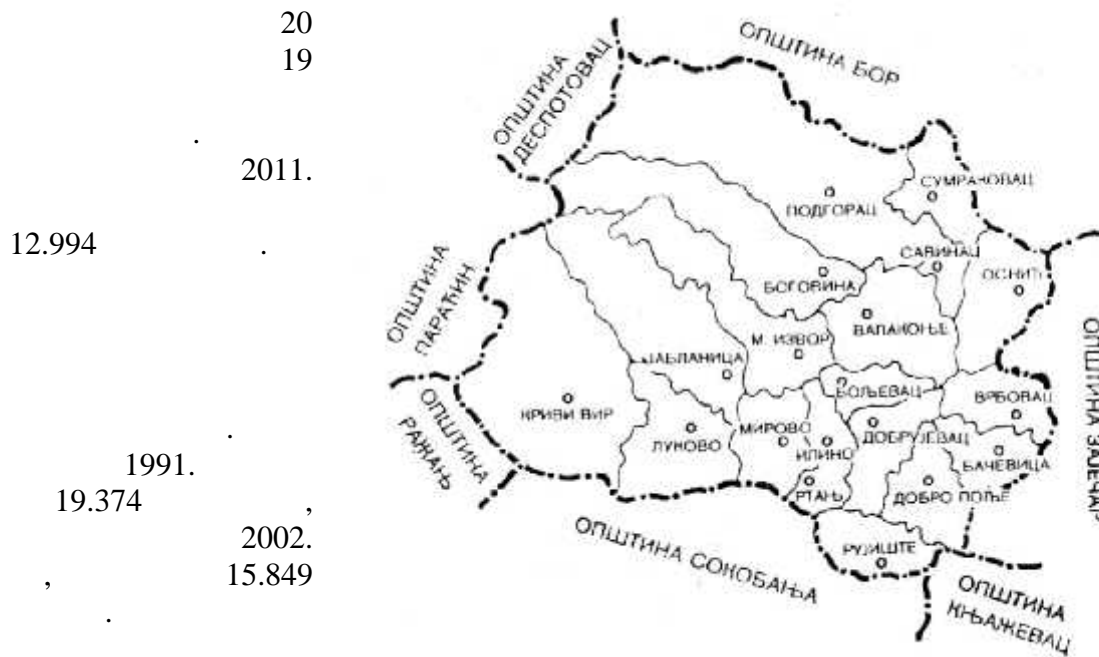 20
19
.
2011.
12.994 .
.
1991.
19.374 ,
2002.
, 15.849
.
ОПШТИНА БОР
ОПШТИНА
ДЕСПОТОВАЦ
СУМРАКОВАЦ
ПОДГОРАЦ
САВИНАЦ
ОСНИЋ
ОПШТИНА
ПАРАЋИН
БОГОВИНА
ВАЛАКОЊЕ
М. ИЗВОР
ЈАБЛАНИЦА
БОЉЕВАЦ
ВРБОВАЦ
ОПШТИНА ЗАЈЕЧАР
КРИВИ ВИР
ОПШТИНА
РАЖАЊ
ЛУКОВО
МИРОВО
ИЛИНО
ДОБРУЈЕВАЦ
БАЧЕВИЦА
РТАЊ
ДОБРО ПОЉЕ
РУЈИШТЕ
ОПШТИНА СОКОБАЊА
ОПШТИНА
КЊАЖЕВАЦ